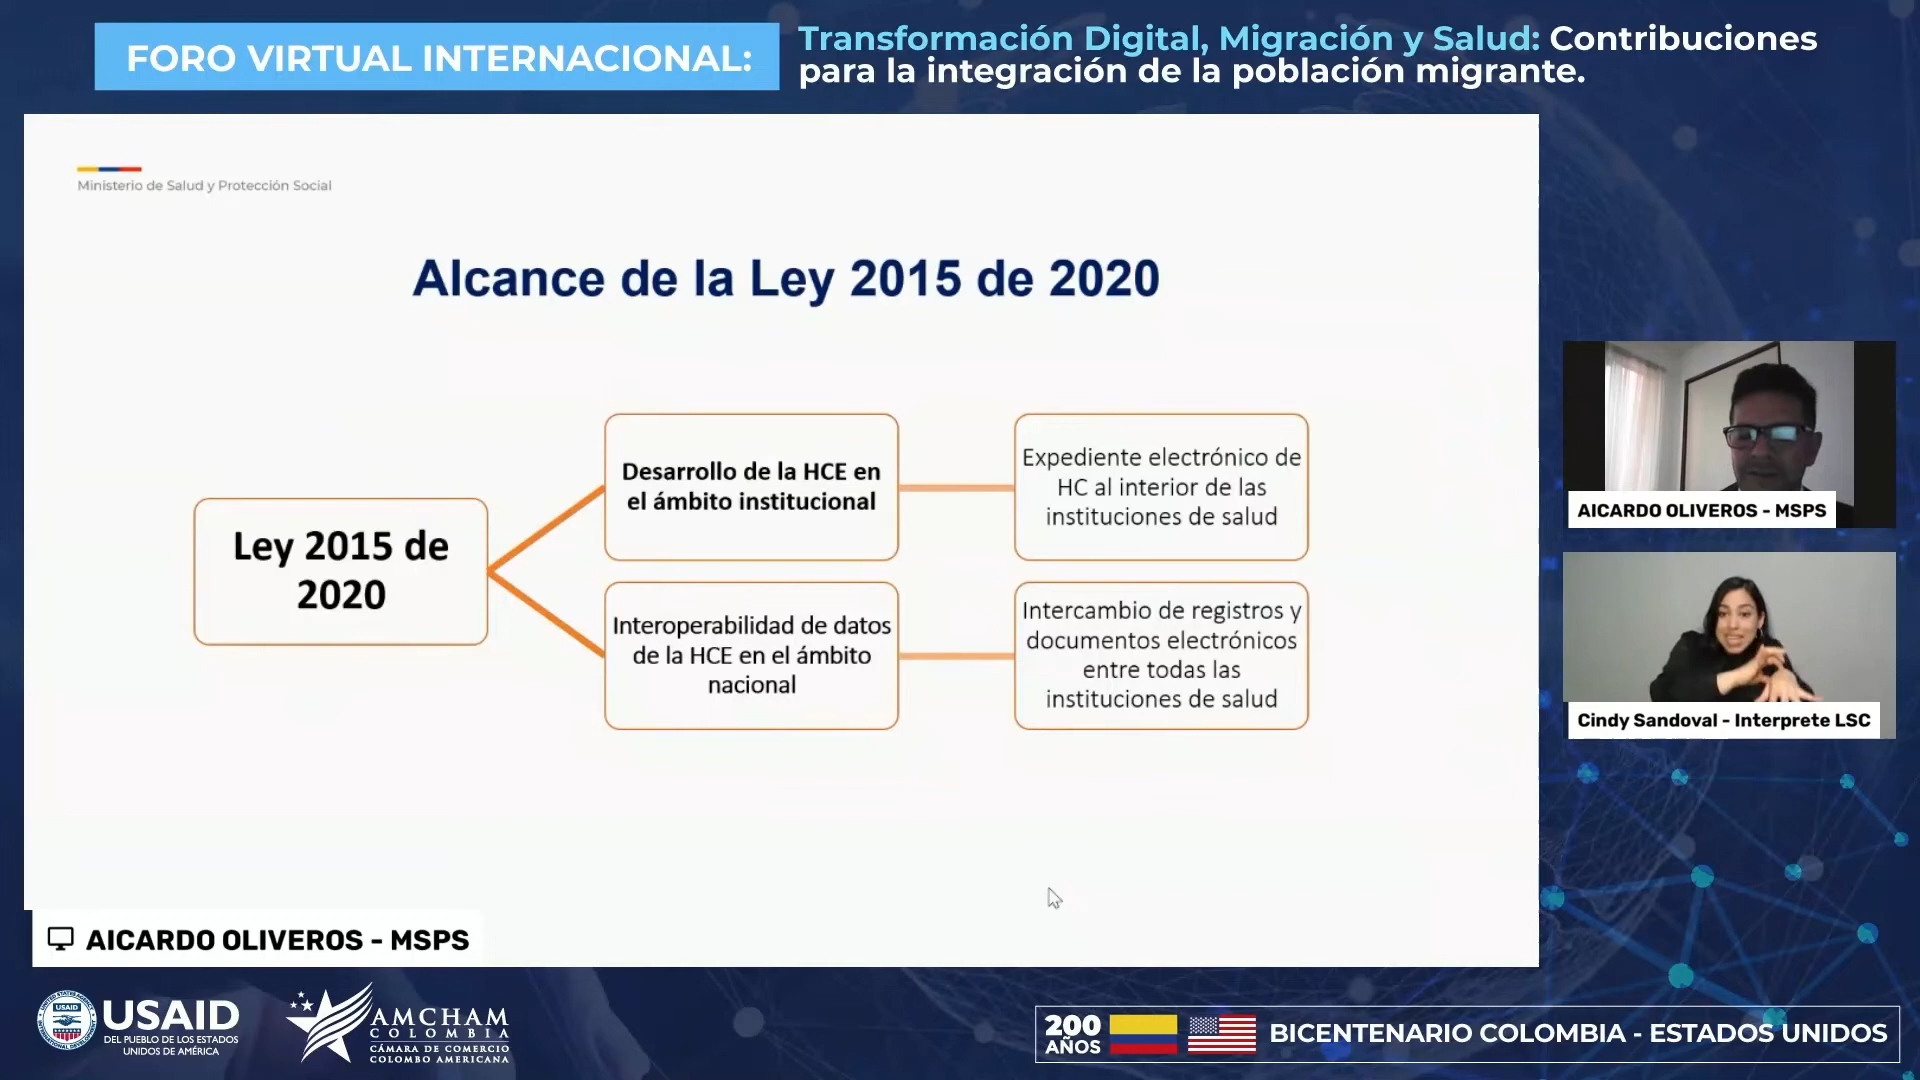 FORO VIRTUAL INTERNACIONAL:
Transformación Digital, Migración y Salud: Contribuciones
para la integración de la población migrante.
Ministerio de Salud y Protección Social
Alcance de la Ley 2015 de 2020
Ley 2015 de
2020
Desarrollo de la HCE en
el ámbito institucional
Expediente electrónico de
HC al interior de las
instituciones de salud
Interoperabilidad de datos
de la HCE en el ámbito
nacional
Intercambio de registros y
documentos electrónicos
entre todas las
instituciones de salud
AICARDO OLIVEROS - MSPS
Cindy Sandoval - Interprete LSC
AICARDO OLIVEROS - MSPS
USAID
USAID
DEL PUEBLO DE LOS ESTADOS
UNIDOS DE AMÉRICA
AMCHAM
COLOMBIA
CÁMARA DE COMERCIO
COLOMBO AMERICANA
200
AÑOS
BICENTENARIO COLOMBIA - ESTADOS UNIDOS